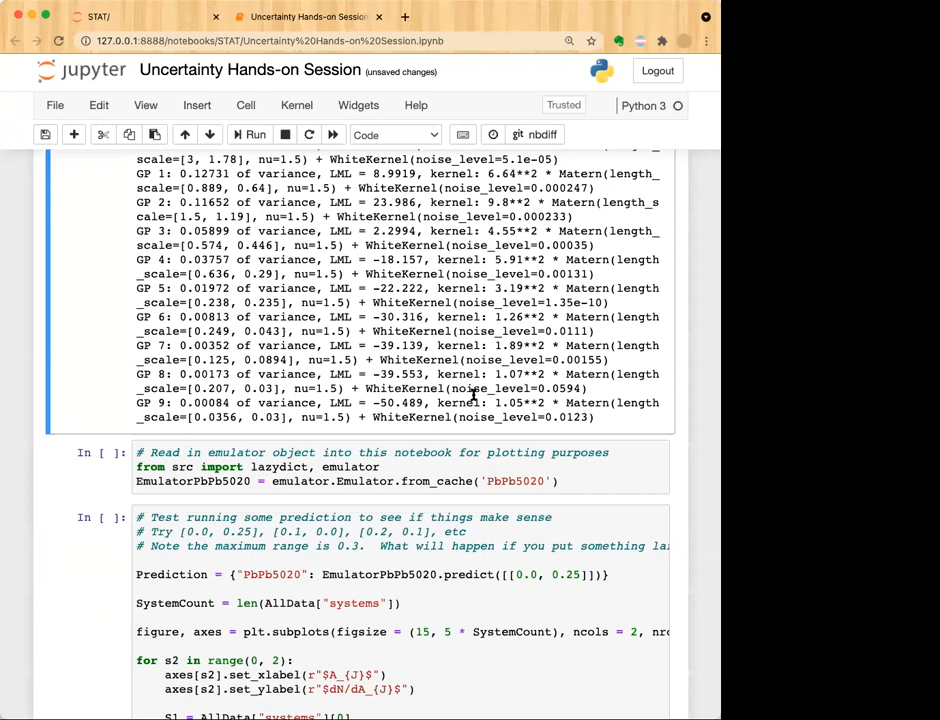 STAT/ × Uncertainty Hands-on Session × +
127.0.0.1:8888/notebooks/STAT/Uncertainty%20Hands-on%20Session.ipynb
jupyter Uncertainty Hands-on Session (unsaved changes) Logout
File Edit View Insert Cell Kernel Widgets Help Trusted Python 3
Run Code nbdiff
scale=[3, 1.78], nu=1.5) + WhiteKernel(noise_level=5.1e-05)
GP 1: 0.12731 of variance, LML = 8.9919, kernel: 6.64**2 * Matern(length_
scale=[0.889, 0.64], nu=1.5) + WhiteKernel(noise_level=0.000247)
GP 2: 0.11652 of variance, LML = 23.986, kernel: 9.8**2 * Matern(length_s
cale=[1.5, 1.19], nu=1.5) + WhiteKernel(noise_level=0.000233)
GP 3: 0.05899 of variance, LML = 2.2994, kernel: 4.55**2 * Matern(length_
scale=[0.574, 0.446], nu=1.5) + WhiteKernel(noise_level=0.00035)
GP 4: 0.03757 of variance, LML = -18.157, kernel: 5.91**2 * Matern(length
_scale=[0.636, 0.29], nu=1.5) + WhiteKernel(noise_level=0.00131)
GP 5: 0.01972 of variance, LML = -22.222, kernel: 3.19**2 * Matern(length
_scale=[0.238, 0.235], nu=1.5) + WhiteKernel(noise_level=1.35e-10)
GP 6: 0.00813 of variance, LML = -30.316, kernel: 1.26**2 * Matern(length
_scale=[0.249, 0.043], nu=1.5) + WhiteKernel(noise_level=0.0111)
GP 7: 0.00352 of variance, LML = -39.139, kernel: 1.89**2 * Matern(length
_scale=[0.125, 0.0894], nu=1.5) + WhiteKernel(noise_level=0.00155)
GP 8: 0.00173 of variance, LML = -39.553, kernel: 1.07**2 * Matern(length
_scale=[0.207, 0.03], nu=1.5) + WhiteKernel(noise_level=0.0594)
GP 9: 0.00084 of variance, LML = -50.489, kernel: 1.05**2 * Matern(length
_scale=[0.0356, 0.03], nu=1.5) + WhiteKernel(noise_level=0.0123)
In [ ]: # Read in emulator object into this notebook for plotting purposes
from src import lazydict, emulator
EmulatorPbPb5020 = emulator.Emulator.from_cache('PbPb5020')
In [ ]: # Test running some prediction to see if things make sense
# Try [0.0, 0.25], [0.1, 0.0], [0.2, 0.1], etc
# Note the maximum range is 0.3. What will happen if you put something la
Prediction = {"PbPb5020": EmulatorPbPb5020.predict([[0.0, 0.25]])}
SystemCount = len(AllData["systems"])
figure, axes = plt.subplots(figsize = (15, 5 * SystemCount), ncols = 2, nro
for s2 in range(0, 2):
axes[s2].set_xlabel(r"$A_{J}$")
axes[s2].set_ylabel(r"$dN/dA_{J}$")
S1 = AllData["systems"][0]